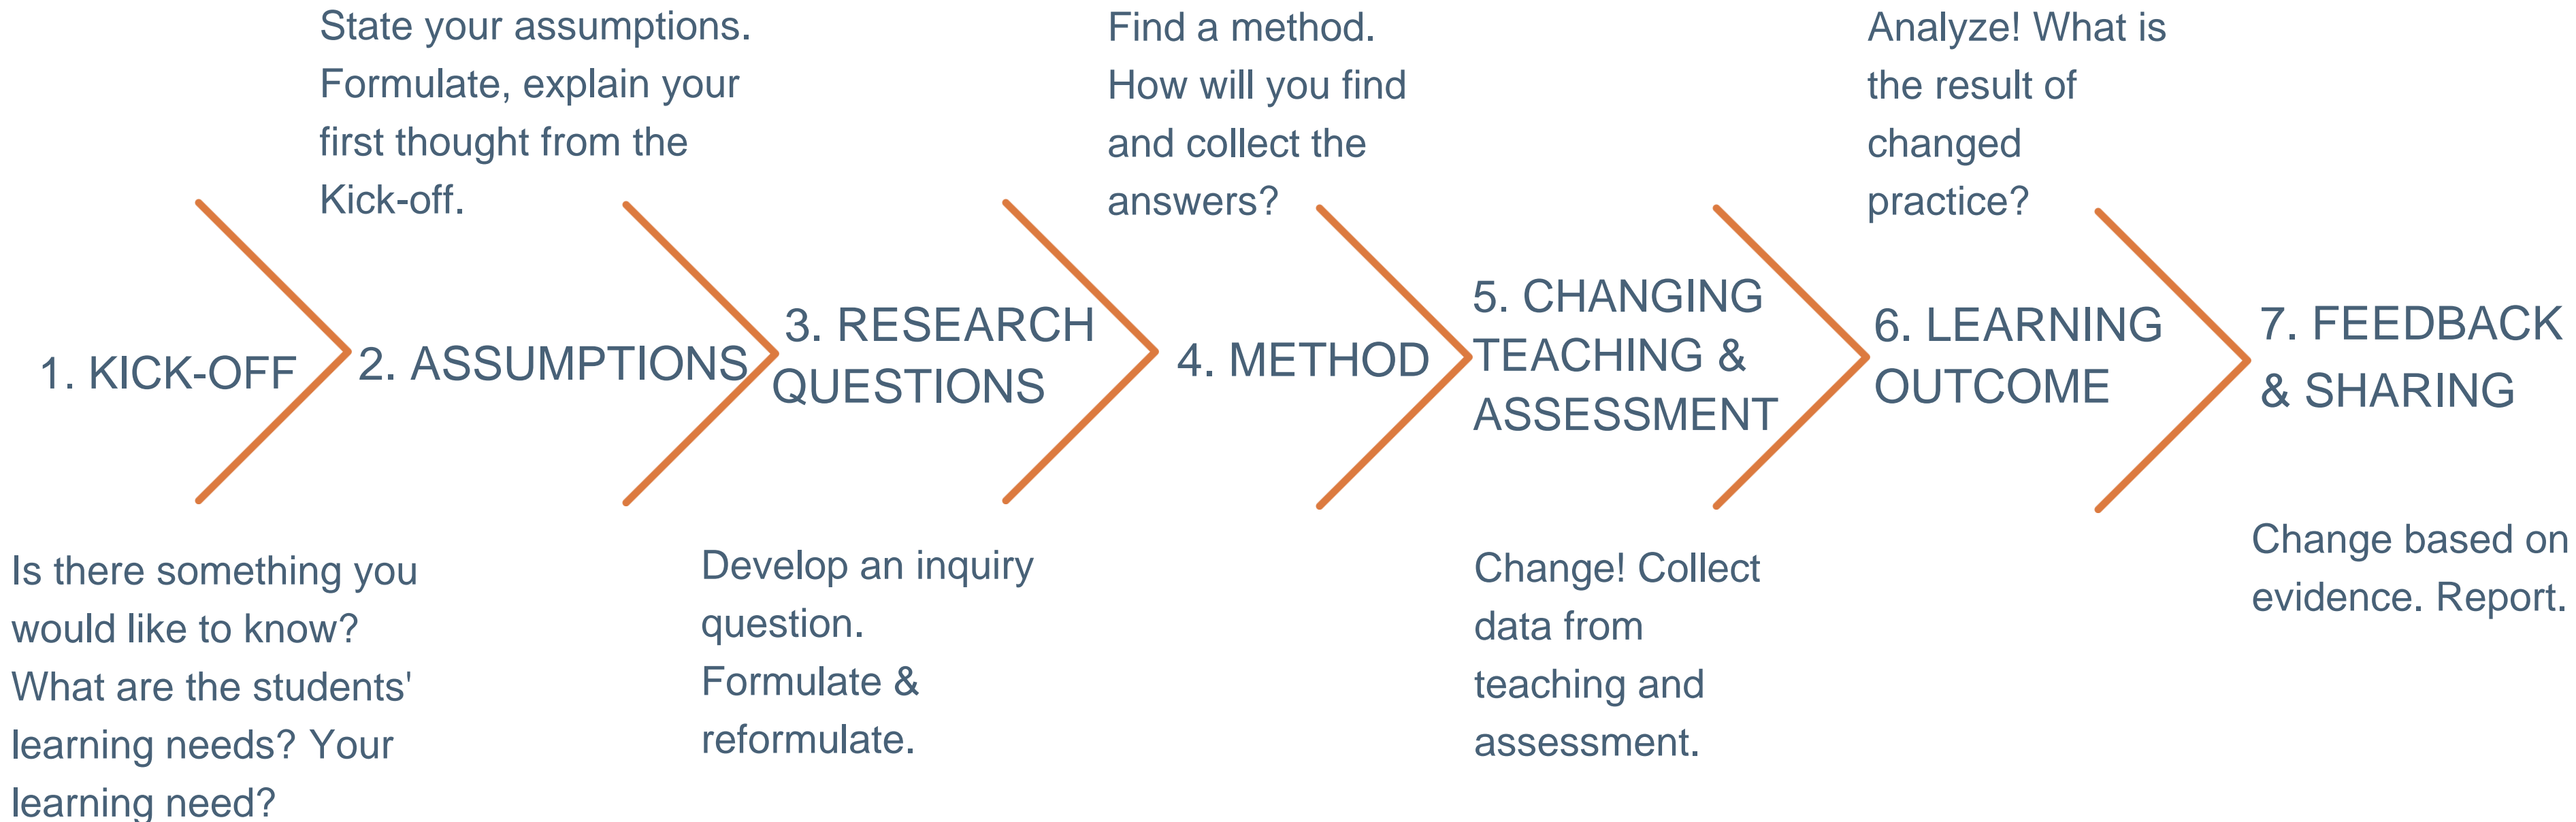 State your assumptions.
Formulate, explain your
first thought from the
Kick-off.
Find a method.
How will you find
and collect the
answers?
Analyze! What is
the result of
changed
practice?
1. KICK-OFF
2. ASSUMPTIONS
3. RESEARCH
QUESTIONS
4. METHOD
5. CHANGING
TEACHING &
ASSESSMENT
6. LEARNING
OUTCOME
7. FEEDBACK
& SHARING
Is there something you
would like to know?
What are the students'
learning needs? Your
learning need?
Develop an inquiry
question.
Formulate &
reformulate.
Change! Collect
data from
teaching and
assessment.
Change based on
evidence. Report.